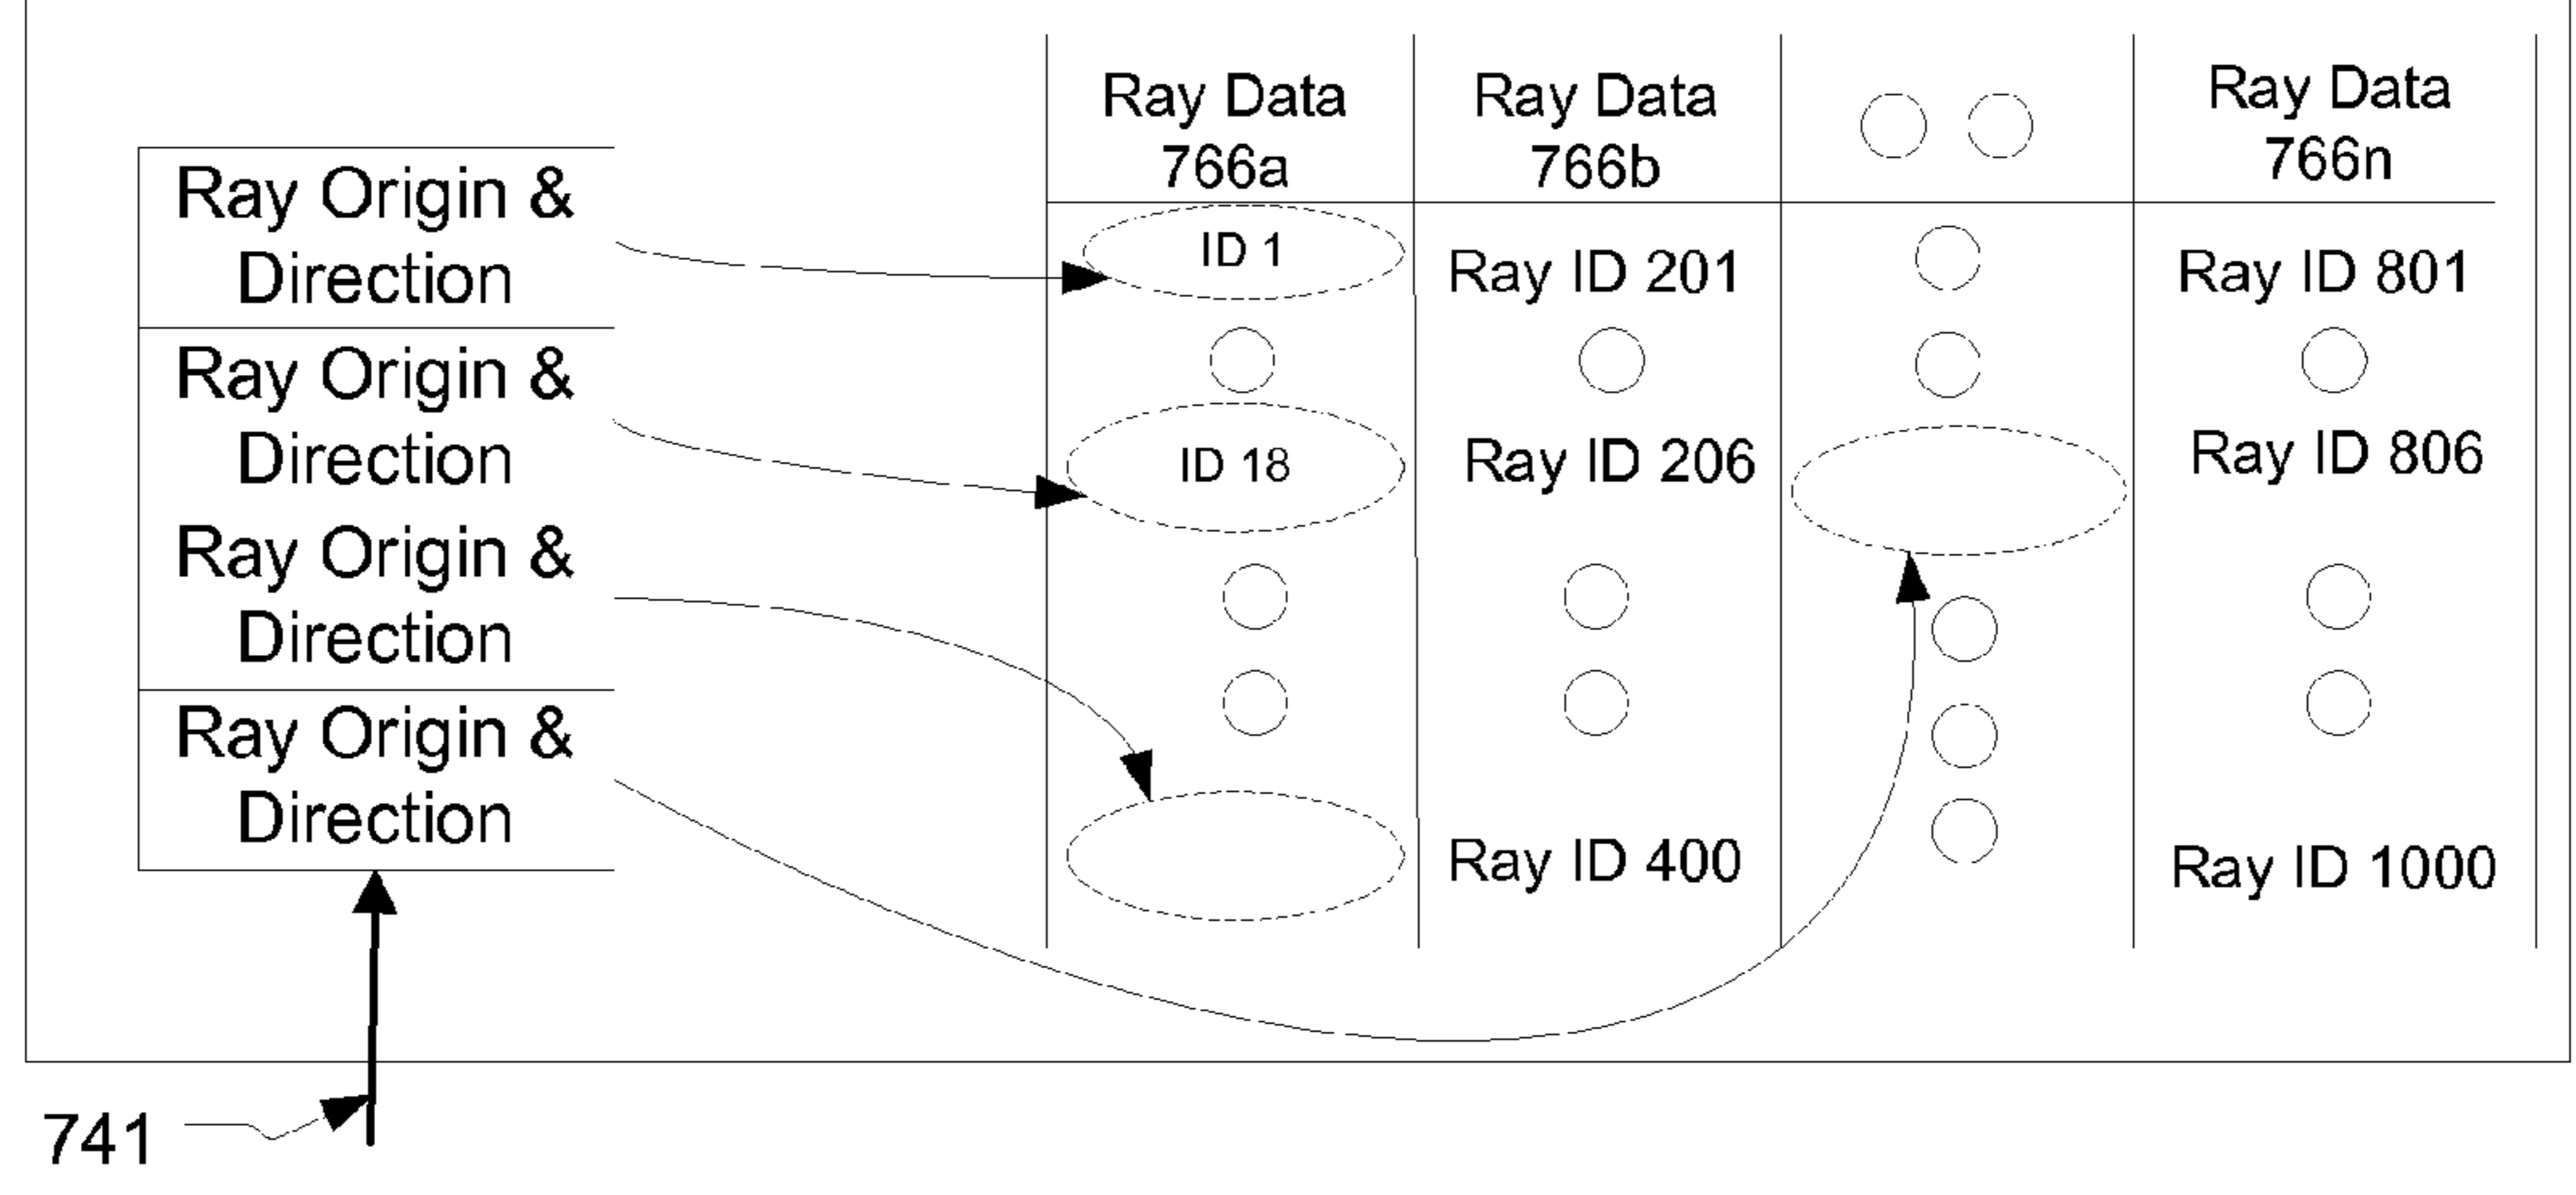 Ray Origin &
Direction
Ray Origin &
Direction
Ray Origin &
Direction
Ray Origin &
Direction
741
Ray Data
766a
ID 1
ID 18
Ray Data
766b
Ray ID 201
Ray ID 206
Ray ID 400
Ray Data
766n
Ray ID 801
Ray ID 806
Ray ID 1000